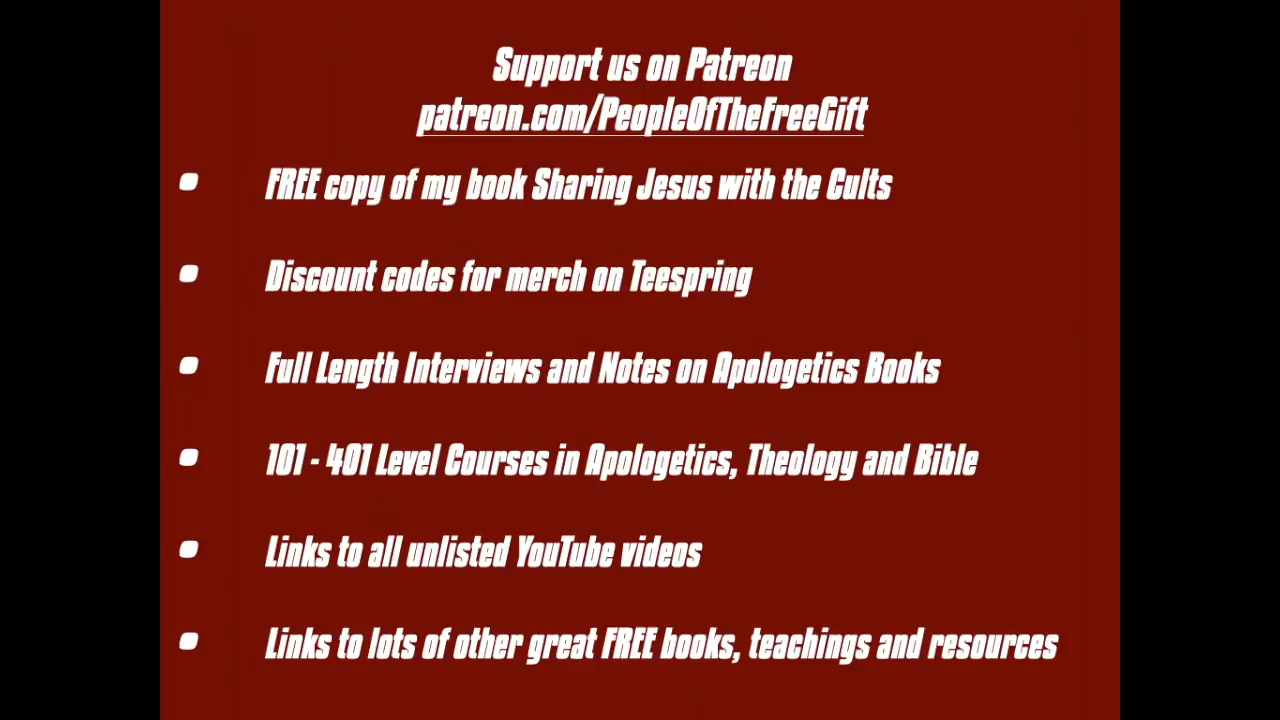 Support us on Patreon
patreon.com/PeopleOfTheFreeGift
• FREE copy of my book Sharing Jesus with the Cults
• Discount codes for merch on Teespring
• Full Length Interviews and Notes on Apologetics Books
• 101 - 401 Level Courses in Apologetics, Theology and Bible
• Links to all unlisted YouTube videos
• Links to lots of other great FREE books, teachings and resources